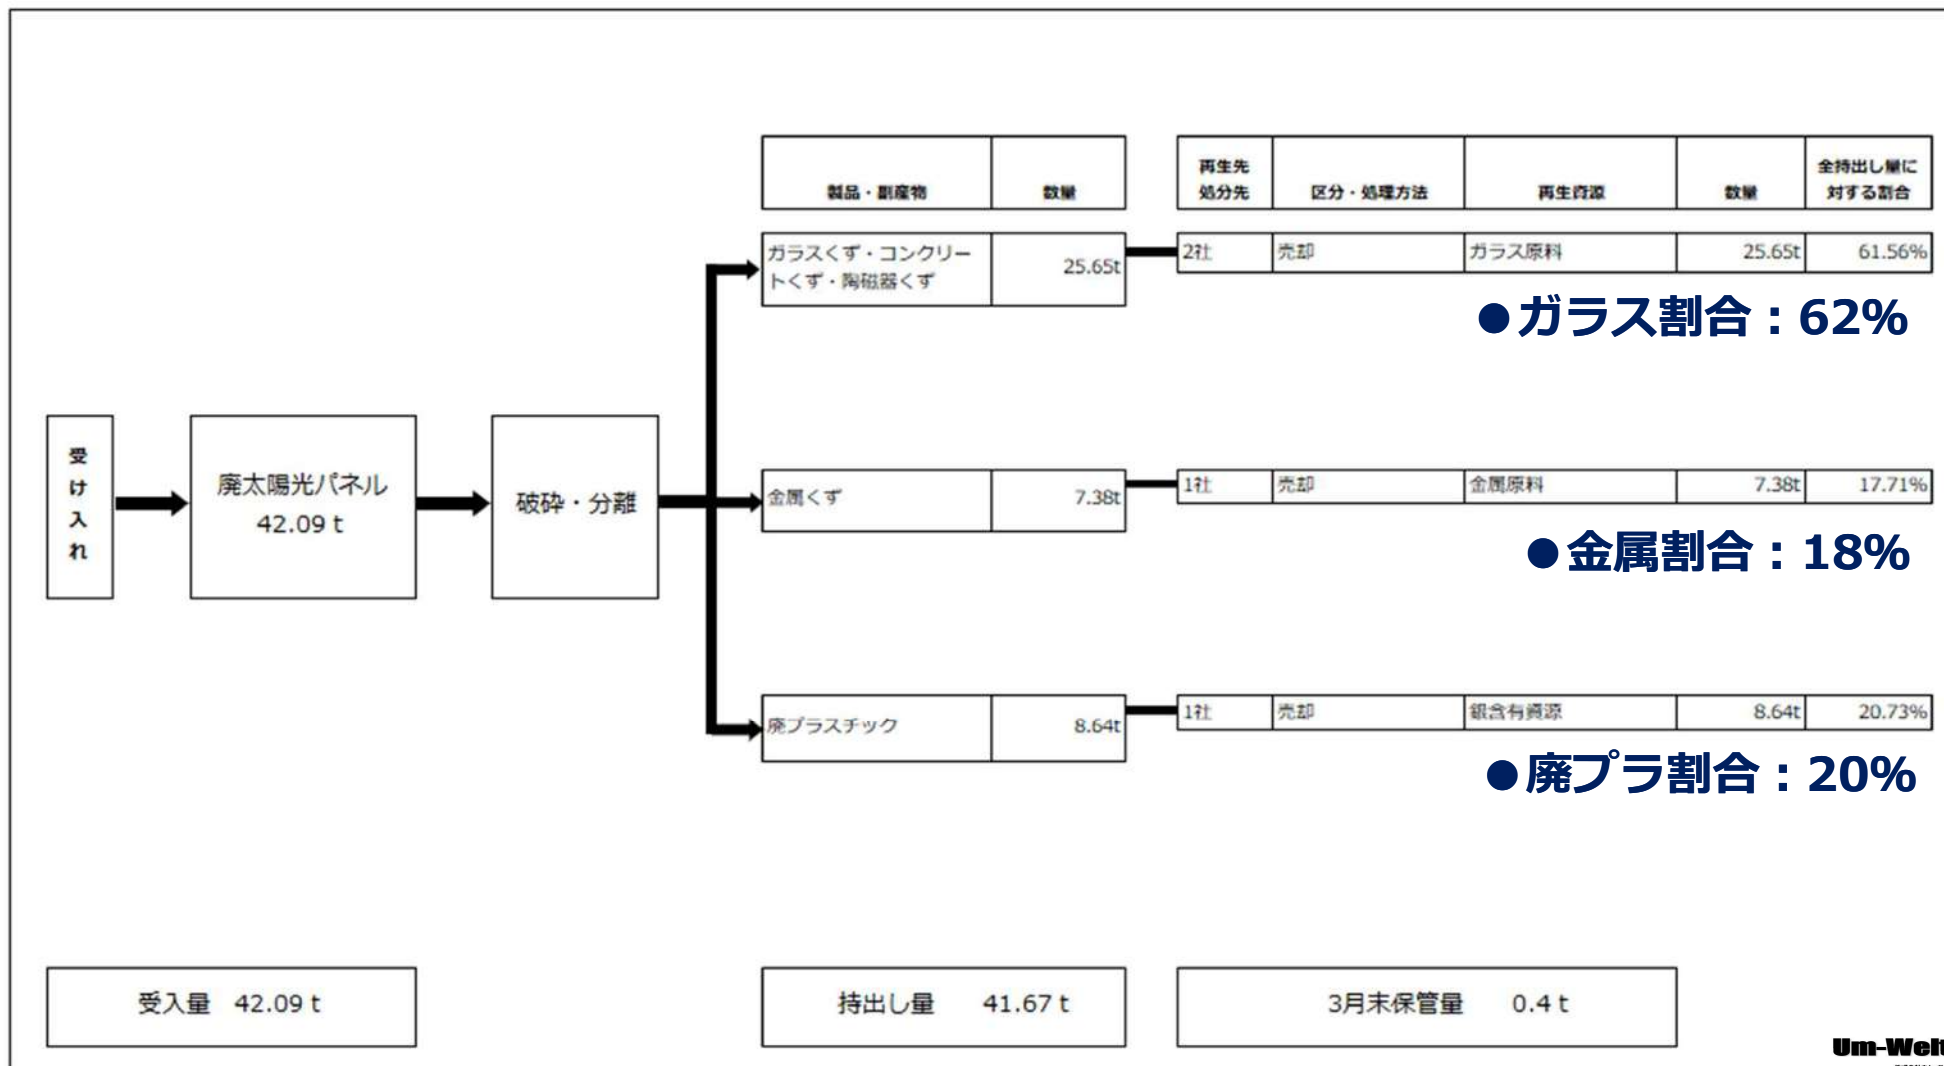 製品・副産物 数量
再生先
処分先
区分・処理方法 再生資源 数量
全持出し量に
対する割合
ガラスくず・コンクリー
トくず・陶磁器くず
25.65t
2社 売却 ガラス原料 25.65t 61.56%
●ガラス割合：62%
受け入れ
廃太陽光パネル
42.09 t
破砕・分離
金属くず 7.38t
1社 売却 金属原料 7.38t 17.71%
●金属割合：18%
廃プラスチック 8.64t
1社 売却 銀含有資源 8.64t 20.73%
●廃プラ割合：20%
受入量 42.09 t
持出し量 41.67 t
3月末保管量 0.4 t
Um-Welt